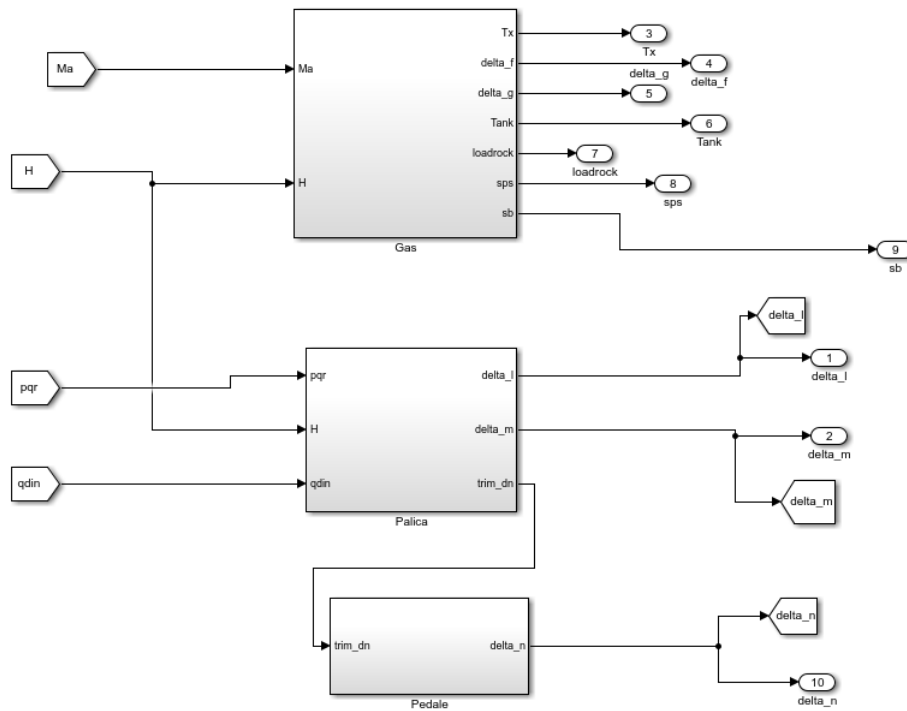 Ma
H
Ma
H
Tx
delta_f
delta_g
Tank
loadrock
sps
sb
Gas
3
Tx
4
delta_f
delta_g
5
6
Tank
7
loadrock
8
sps
9
sb
pqr
qdin
pqr
H
qdin
delta_l
delta_m
trim_dn
Palica
delta_l
1
delta_l
2
delta_m
delta_m
trim_dn
delta_n
Pedale
delta_n
10
delta_n